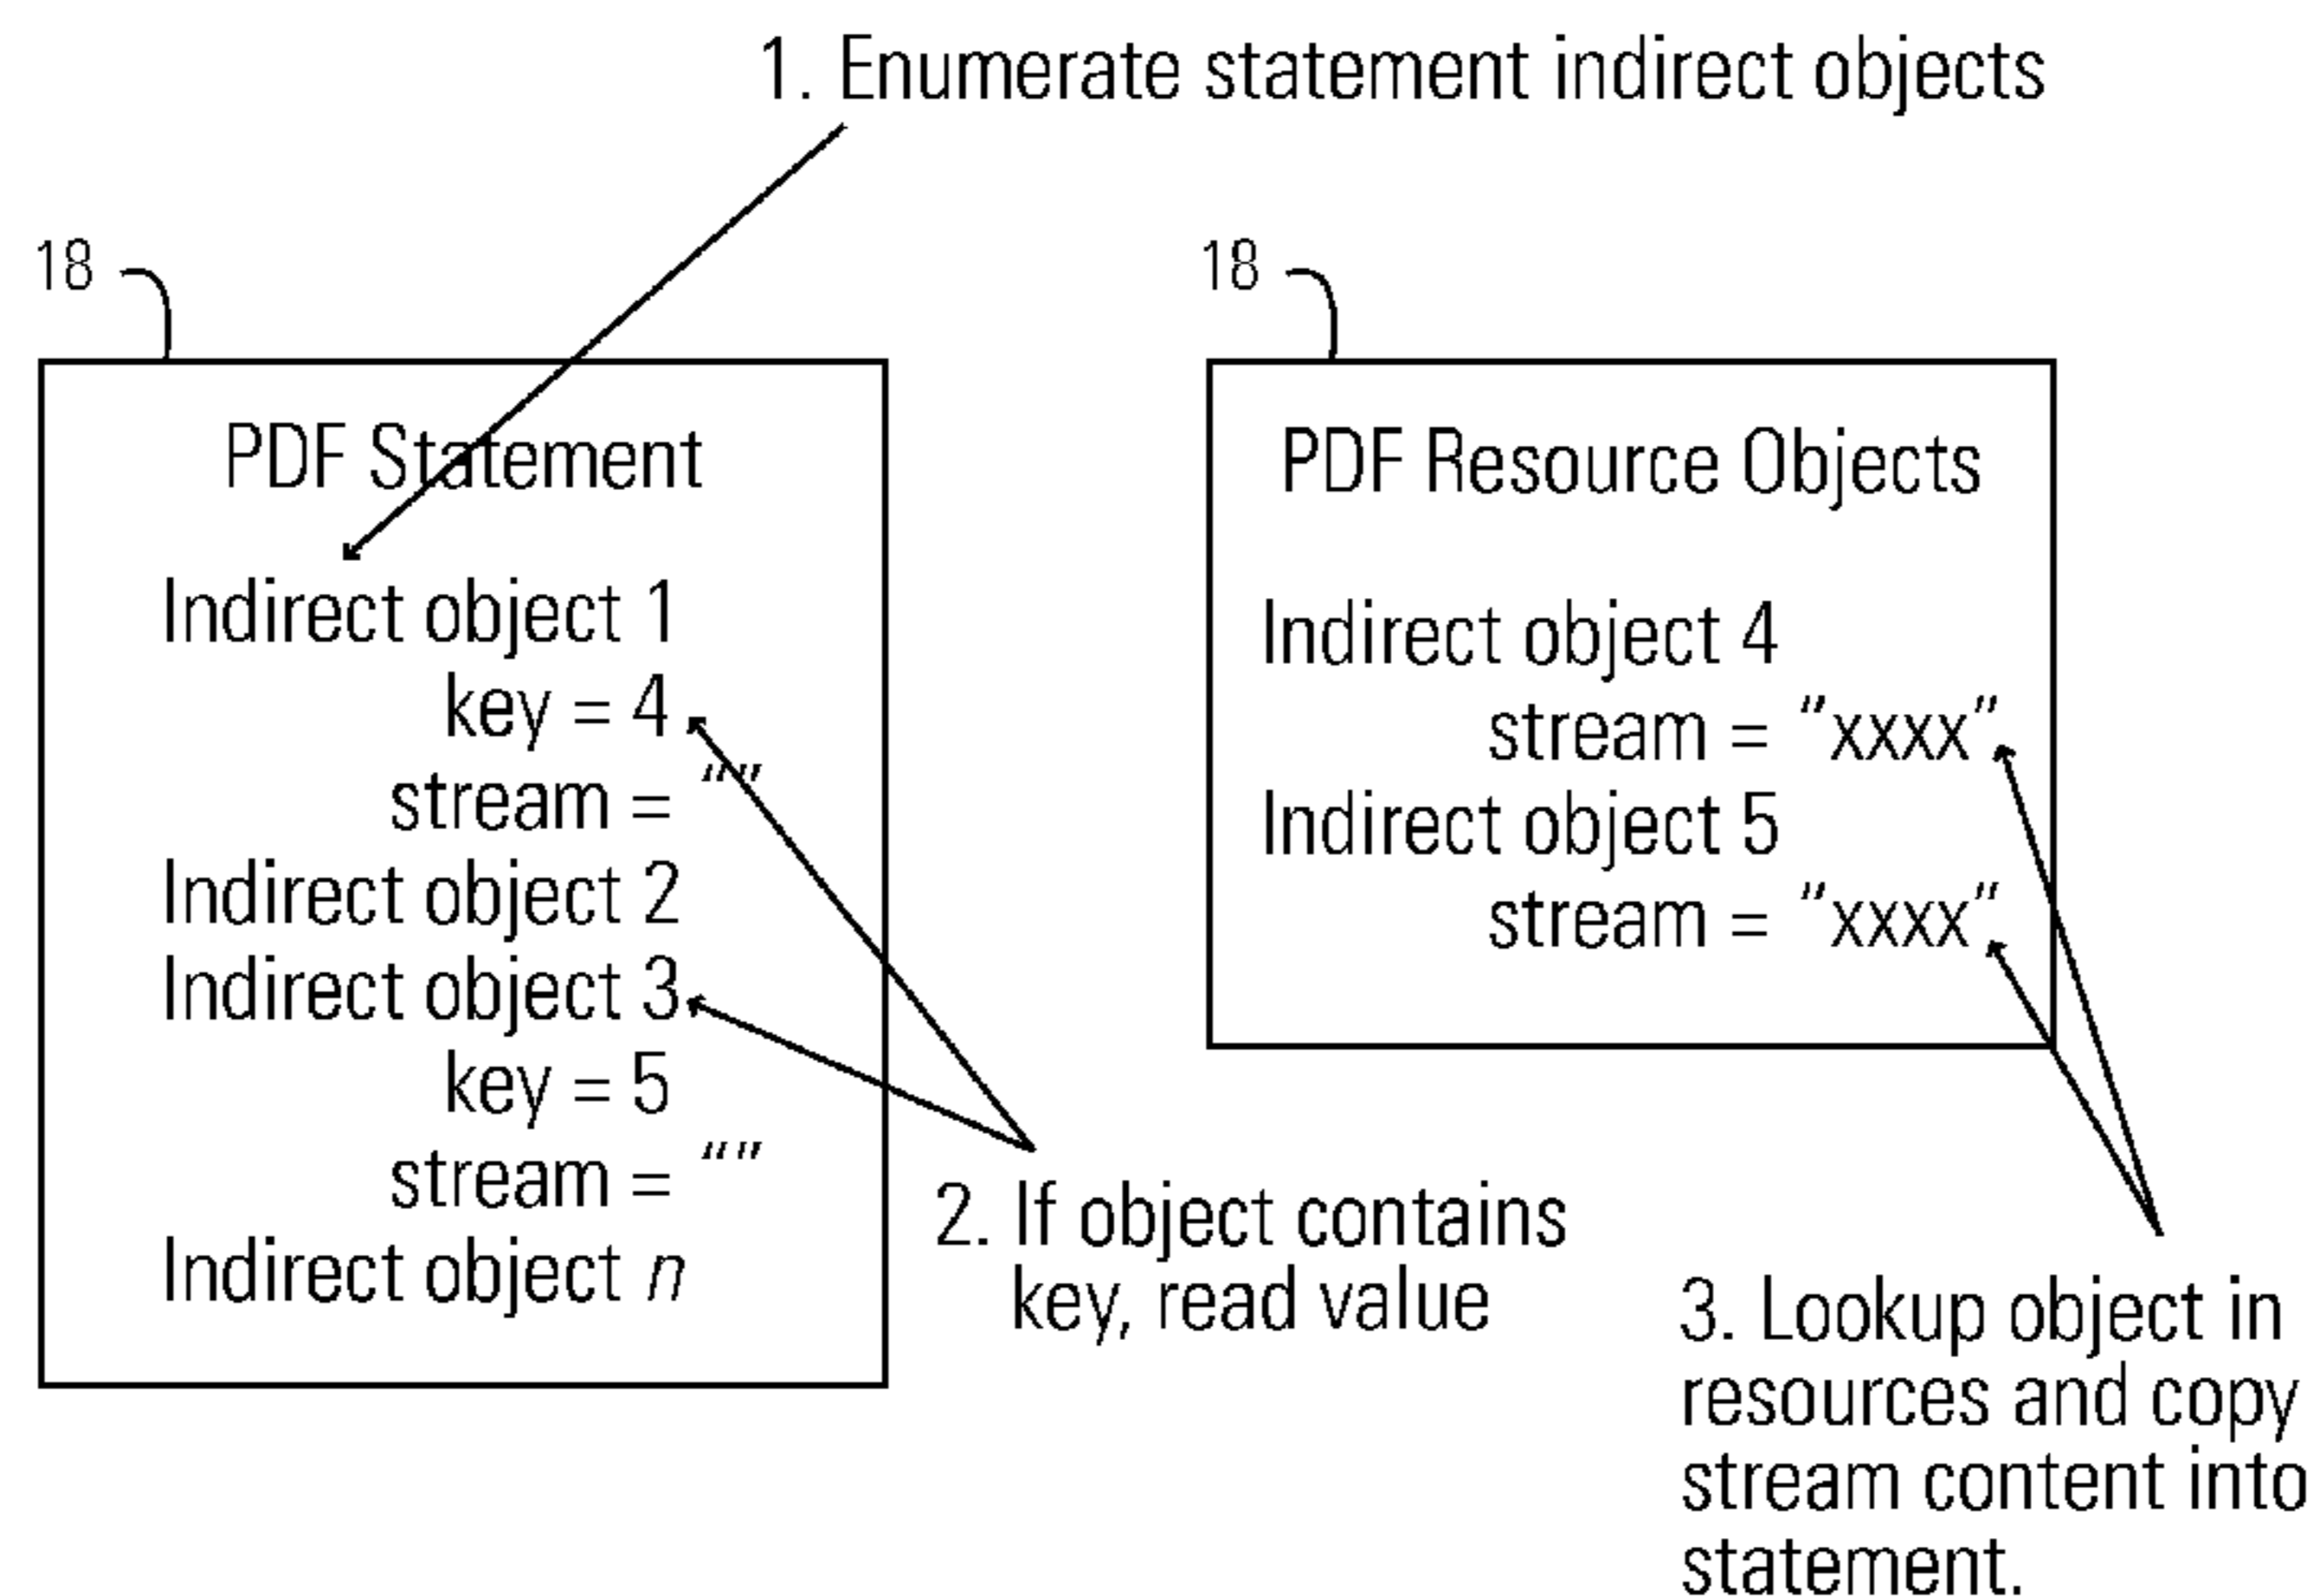 1. Enumerate statement indirect objects
18
PDF Statement
Indirect object 1
key = 4
stream = “”
Indirect object 2
Indirect object 3
key = 5
stream = “”
Indirect object n
18
PDF Resource Objects
Indirect object 4
stream = ”xxxx”
Indirect object 5
stream = ”xxxx”
2. If object contains
key, read value
3. Lookup object in
resources and copy
stream content into
statement.